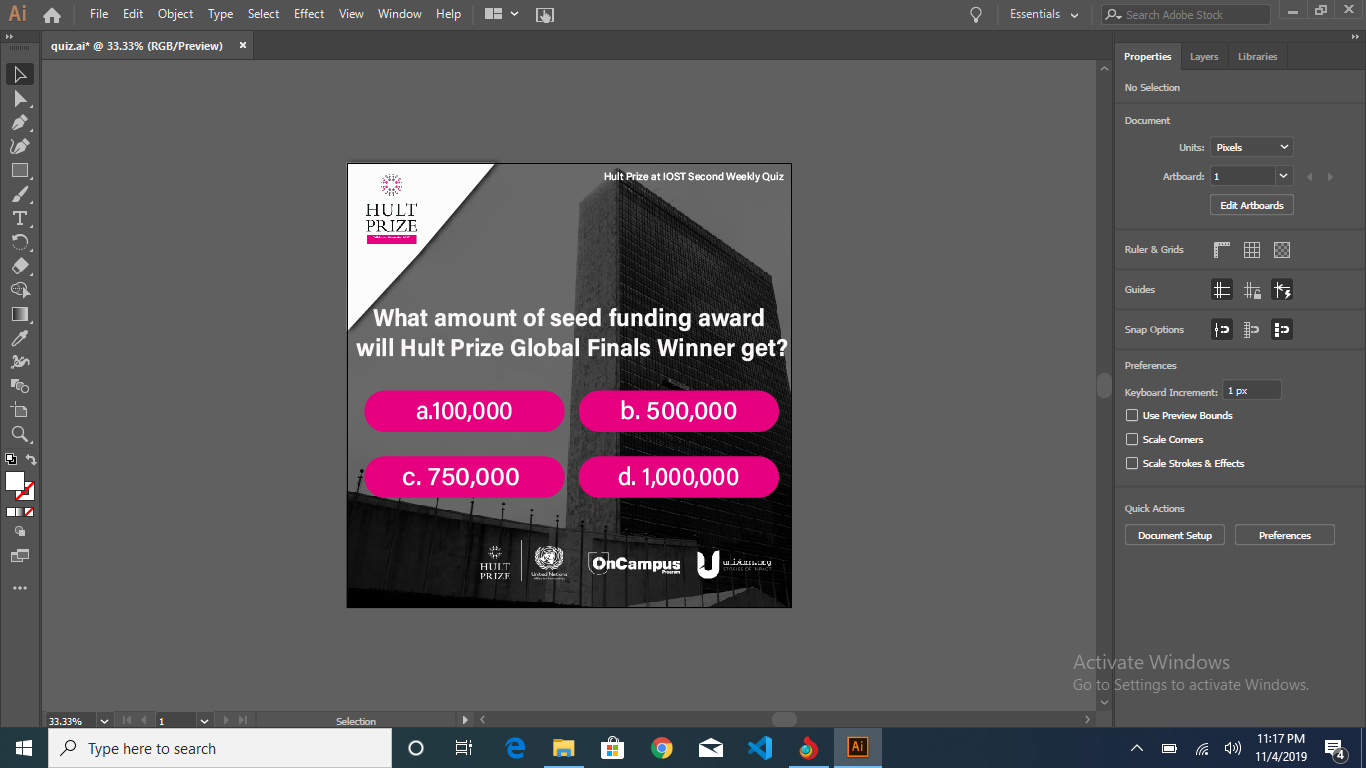 Ai
File Edit Object Type Select Effect View Window Help
Essentials
Search Adobe Stock
quiz.ai* @ 33.33% (RGB/Preview)
Hult Prize at IOST Second Weekly Quiz
HULT
PRIZE
What amount of seed funding award
will Hult Prize Global Finals Winner get?
a.100,000
b. 500,000
c. 750,000
d. 1,000,000
HULT
PRIZE
United Nations
OnCampus
Program
33.33%
1
Selection
Properties Layers Libraries
No Selection
Document
Units: Pixels
Artboard: 1
Edit Artboards
Ruler & Grids
Guides
Snap Options
Preferences
Keyboard Increment: 1 px
Use Preview Bounds
Scale Corners
Scale Strokes & Effects
Quick Actions
Document Setup Preferences
Activate Windows
Go to Settings to activate Windows.
Type here to search
Ai
11:17 PM
11/4/2019
4